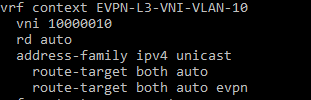 vrf context EVPN-L3-VNI-VLAN-10
vni 10000010
rd auto
address-family ipv4 unicast
route-target both auto
route-target both auto evpn